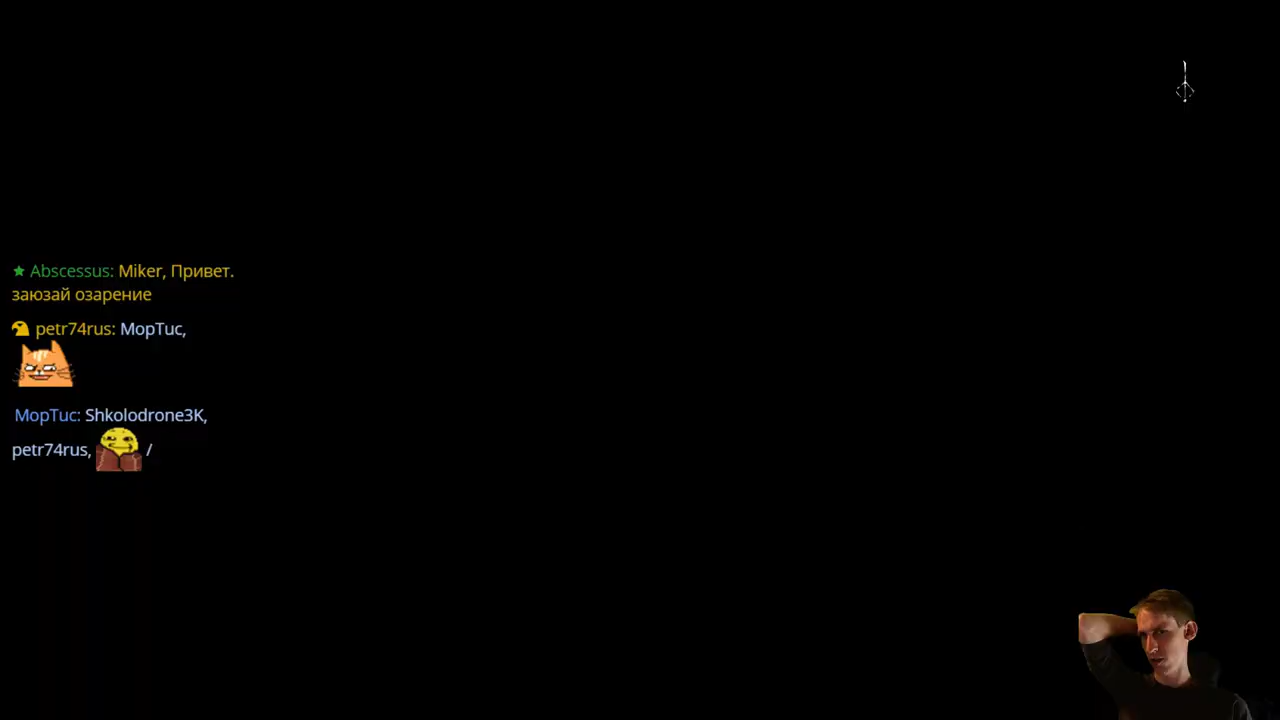 Abscessus: Miker, Привет.
заюзай озарение
petr74rus: MopTuc,
MopTuc: Shkolodrone3K,
petr74rus, /